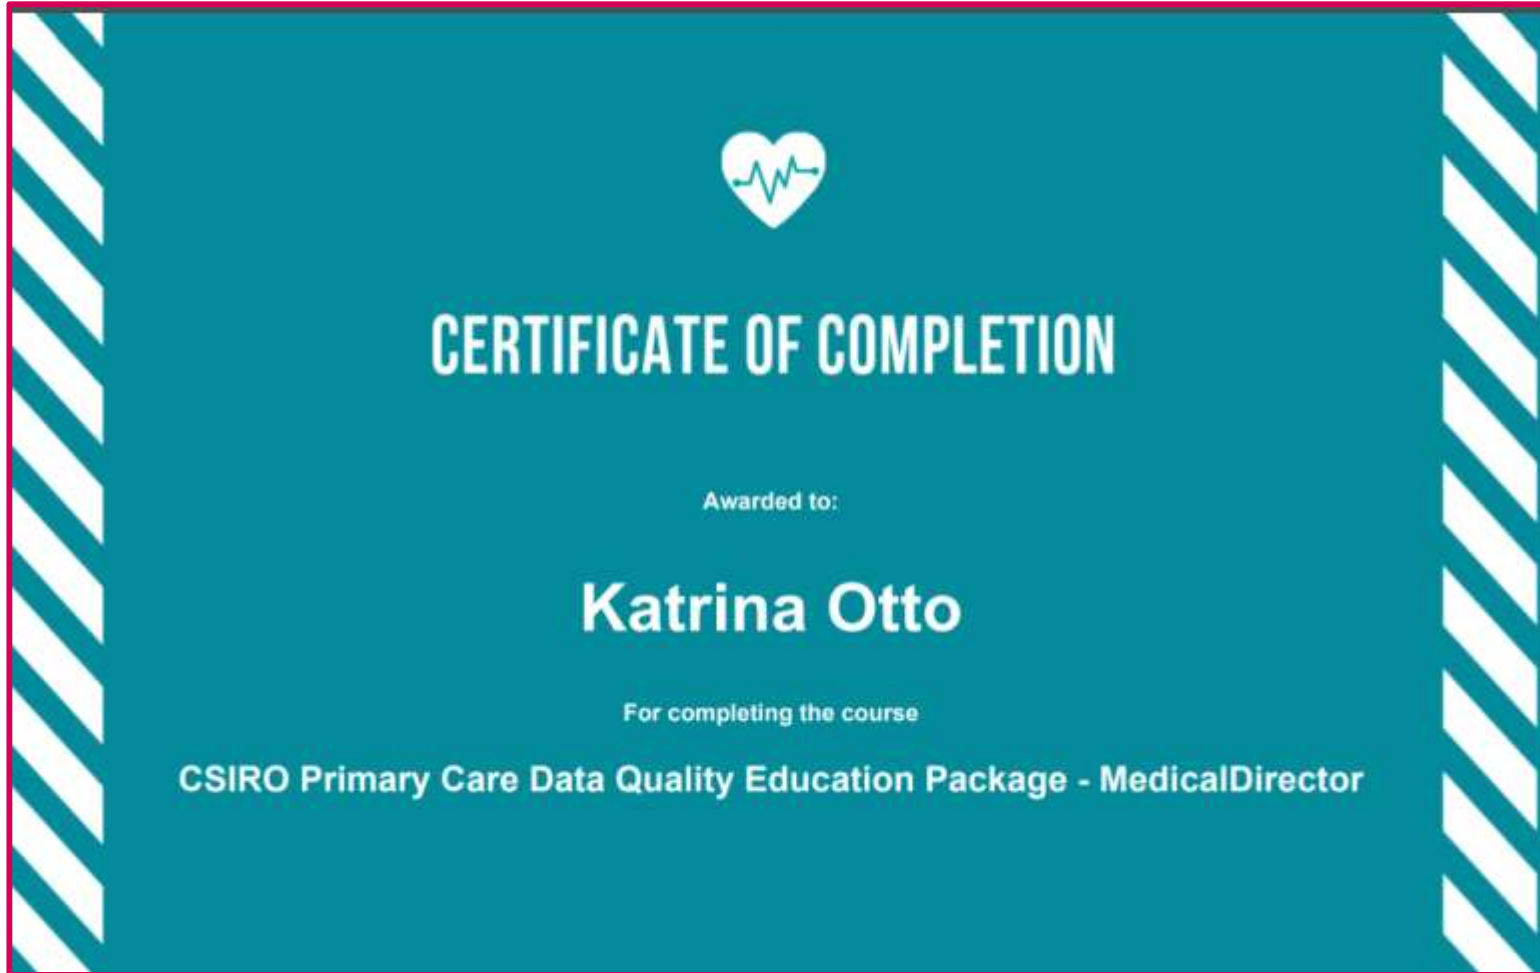 CERTIFICATE OF COMPLETION
Awarded to:
Katrina Otto
For completing the course
CSIRO Primary Care Data Quality Education Package - MedicalDirector